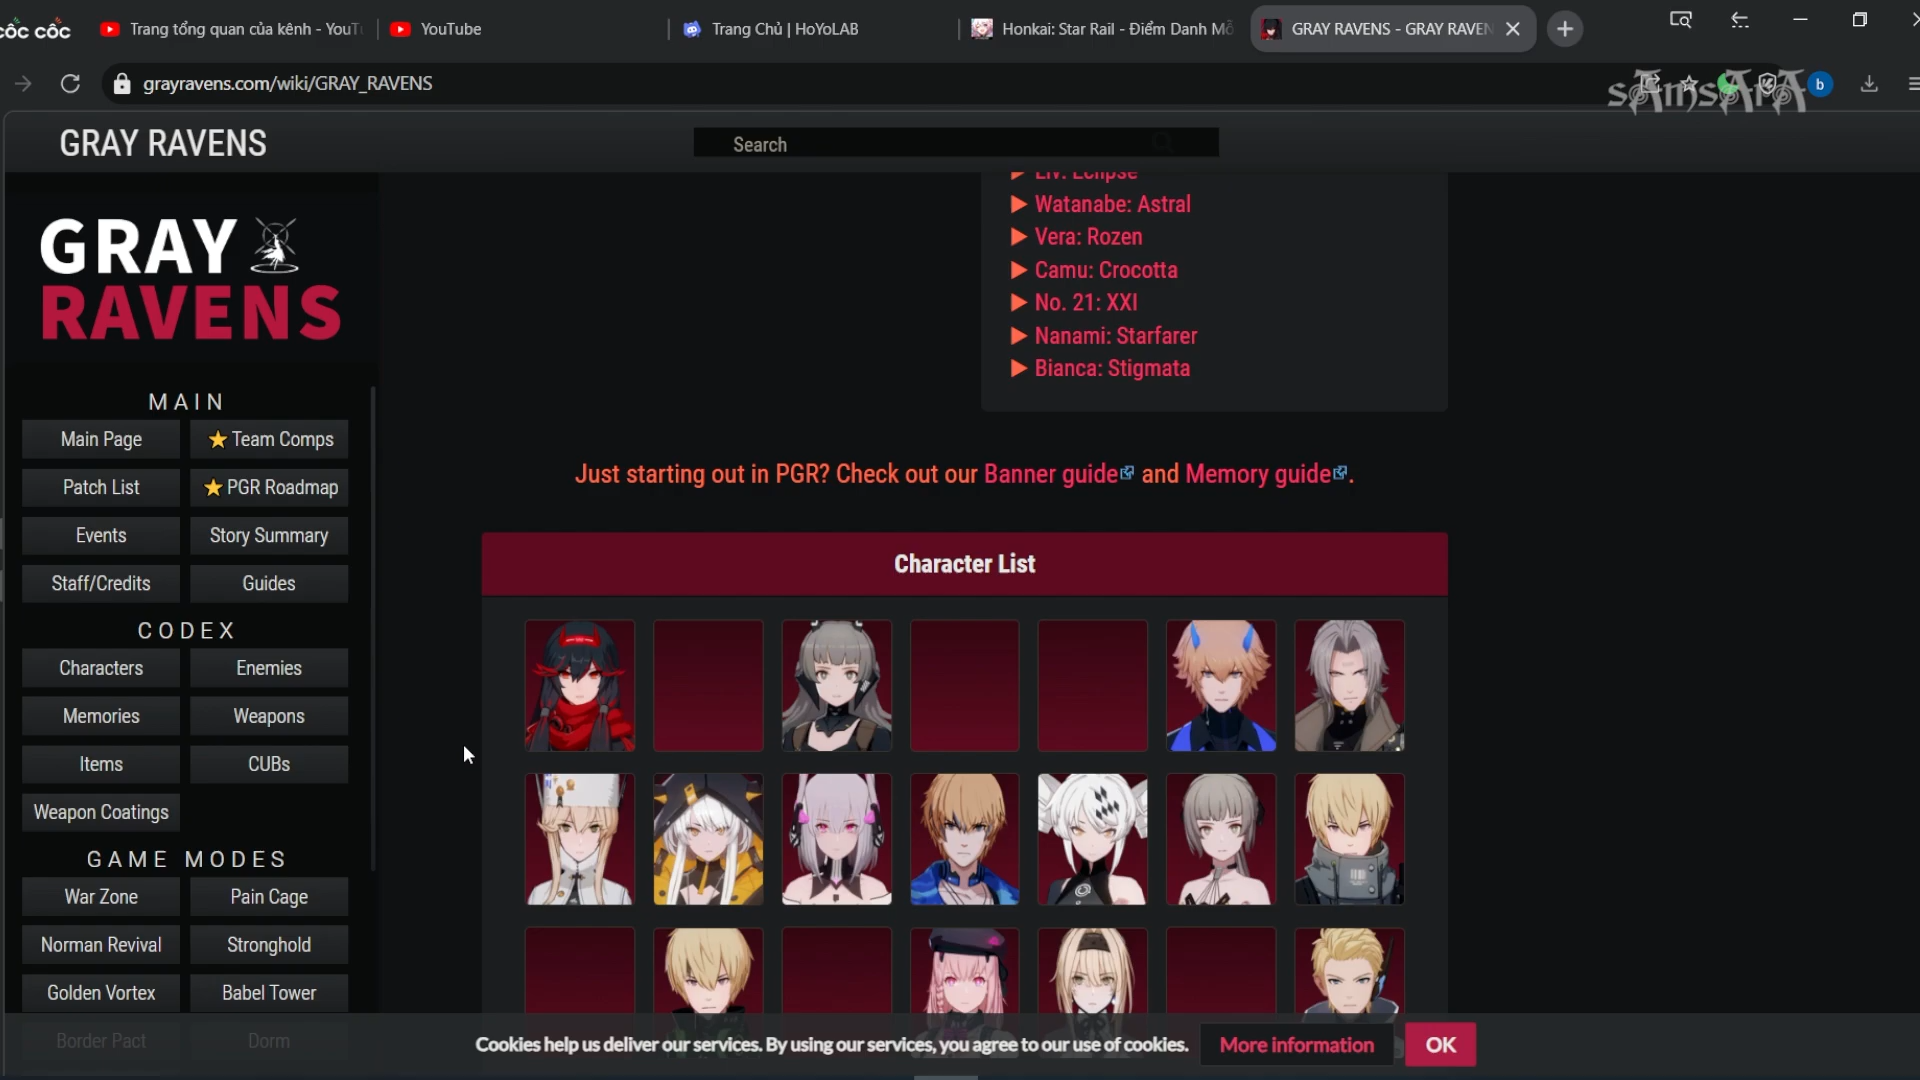 cốc cốc
Trang tổng quan của kênh - YouTu
YouTube
Trang Chủ | HoYoLAB
Honkai: Star Rail - Điểm Danh Mỗ
GRAY RAVENS - GRAY RAVEN
grayravens.com/wiki/GRAY_RAVENS
sAmsArA
b
GRAY RAVENS
Search
GRAY
RAVENS
Liv: Eclipse
Watanabe: Astral
Vera: Rozen
Camu: Crocotta
No. 21: XXI
Nanami: Starfarer
Bianca: Stigmata
Just starting out in PGR? Check out our Banner guide and Memory guide.
Character List
MAIN
Main Page
Team Comps
Patch List
PGR Roadmap
Events
Story Summary
Staff/Credits
Guides
CODEX
Characters
Enemies
Memories
Weapons
Items
CUBs
Weapon Coatings
GAME MODES
War Zone
Pain Cage
Norman Revival
Stronghold
Golden Vortex
Babel Tower
Border Pact
Dorm
Cookies help us deliver our services. By using our services, you agree to our use of cookies.
More information
OK